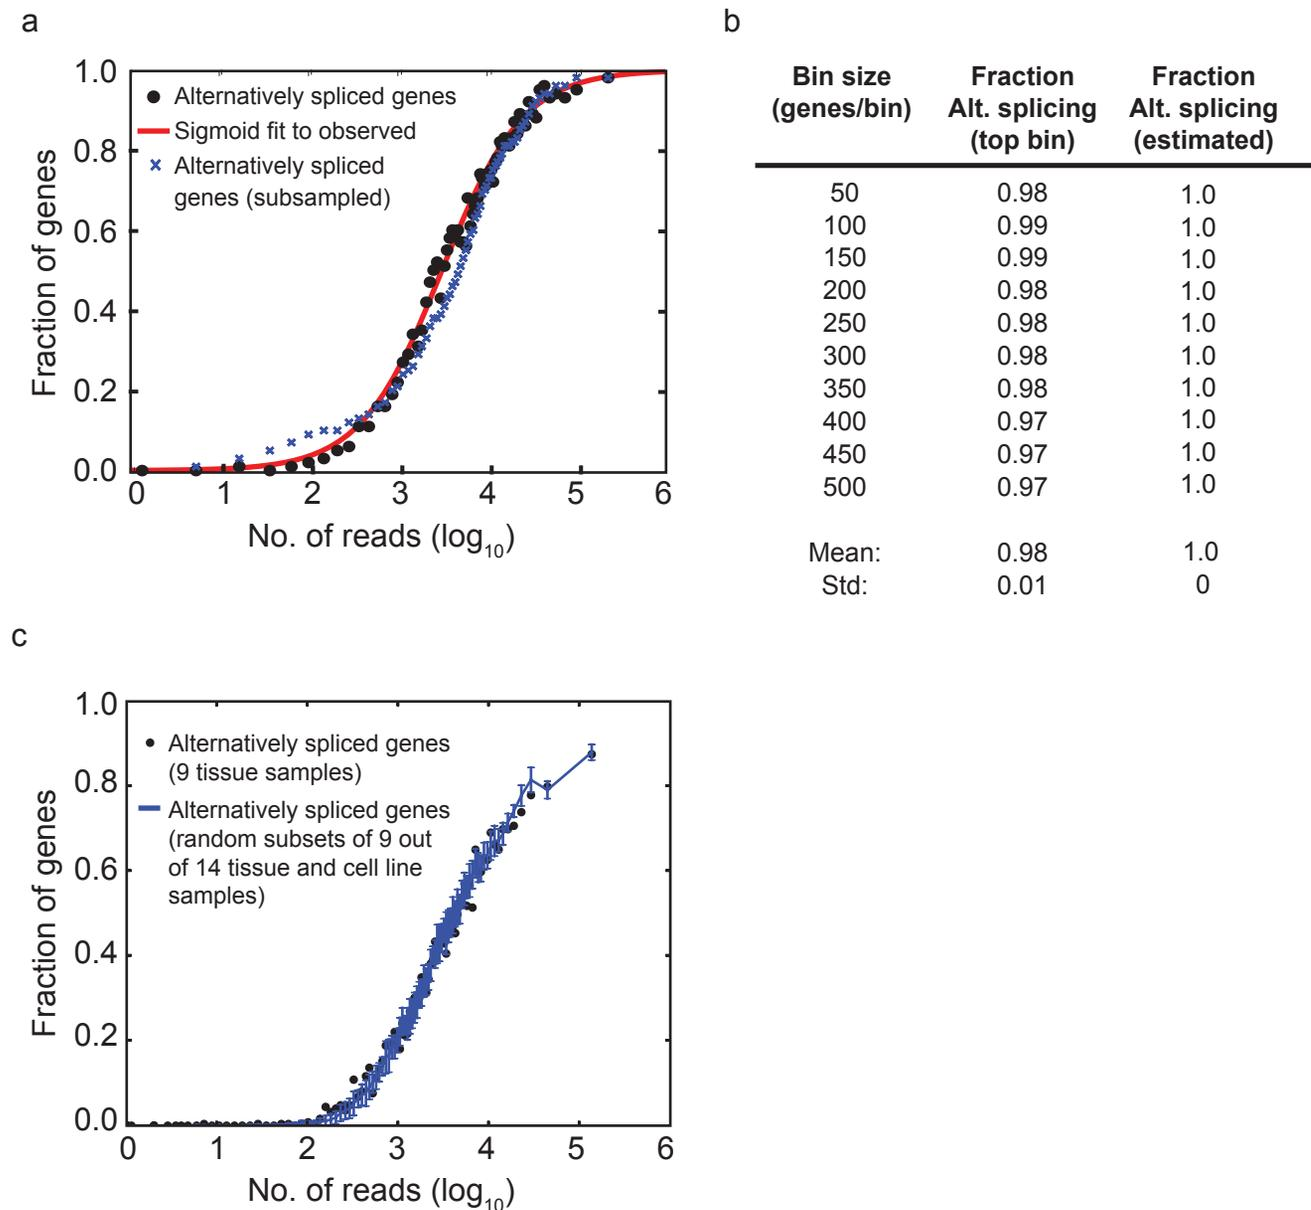 a
1.0
0.8
0.6
0.4
0.2
0.0
Fraction of genes
Alternatively spliced genes
Sigmoid fit to observed
Alternatively spliced
genes (subsampled)
0 1 2 3 4 5 6
No. of reads (log10)
b
Bin size Fraction Fraction
(genes/bin) Alt. splicing Alt. splicing
(top bin) (estimated)
50 0.98 1.0
100 0.99 1.0
150 0.99 1.0
200 0.98 1.0
250 0.98 1.0
300 0.98 1.0
350 0.98 1.0
400 0.97 1.0
450 0.97 1.0
500 0.97 1.0
Mean: 0.98 1.0
Std: 0.01 0
c
1.0
0.8
0.6
0.4
0.2
0.0
Fraction of genes
Alternatively spliced genes
(9 tissue samples)
Alternatively spliced genes
(random subsets of 9 out
of 14 tissue and cell line
samples)
0 1 2 3 4 5 6
No. of reads (log10)